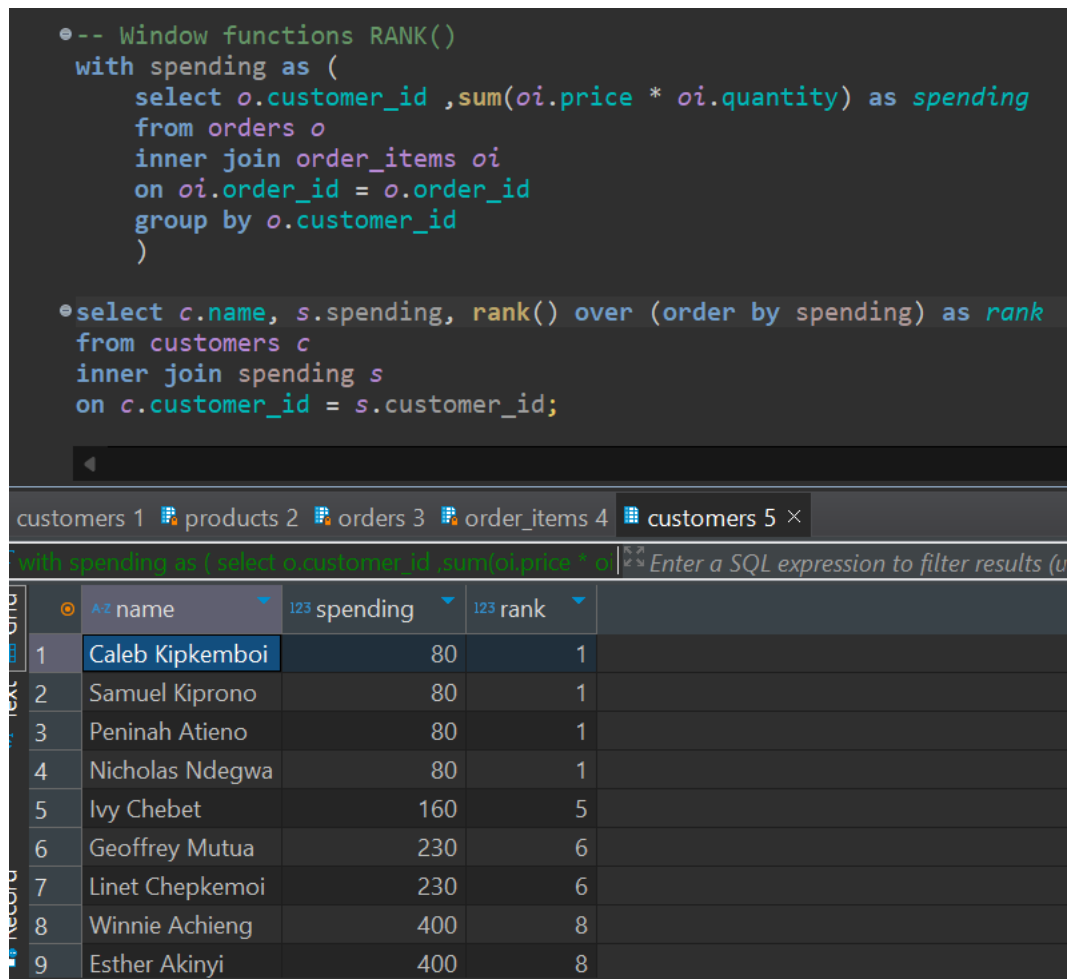 -- Window functions RANK()
with spending as (
select o.customer_id ,sum(oi.price * oi.quantity) as spending
from orders o
inner join order_items oi
on oi.order_id = o.order_id
group by o.customer_id
)
select c.name, s.spending, rank() over (order by spending) as rank
from customers c
inner join spending s
on c.customer_id = s.customer_id;
customers 1 products 2 orders 3 order_items 4 customers 5 ×
with spending as ( select o.customer_id ,sum(oi.price * oi Enter a SQL expression to filter results (u
Grid
Text
Record
A-Z name 123 spending 123 rank
1 Caleb Kipkemboi 80 1
2 Samuel Kiprono 80 1
3 Peninah Atieno 80 1
4 Nicholas Ndegwa 80 1
5 Ivy Chebet 160 5
6 Geoffrey Mutua 230 6
7 Linet Chepkemoi 230 6
8 Winnie Achieng 400 8
9 Esther Akinyi 400 8